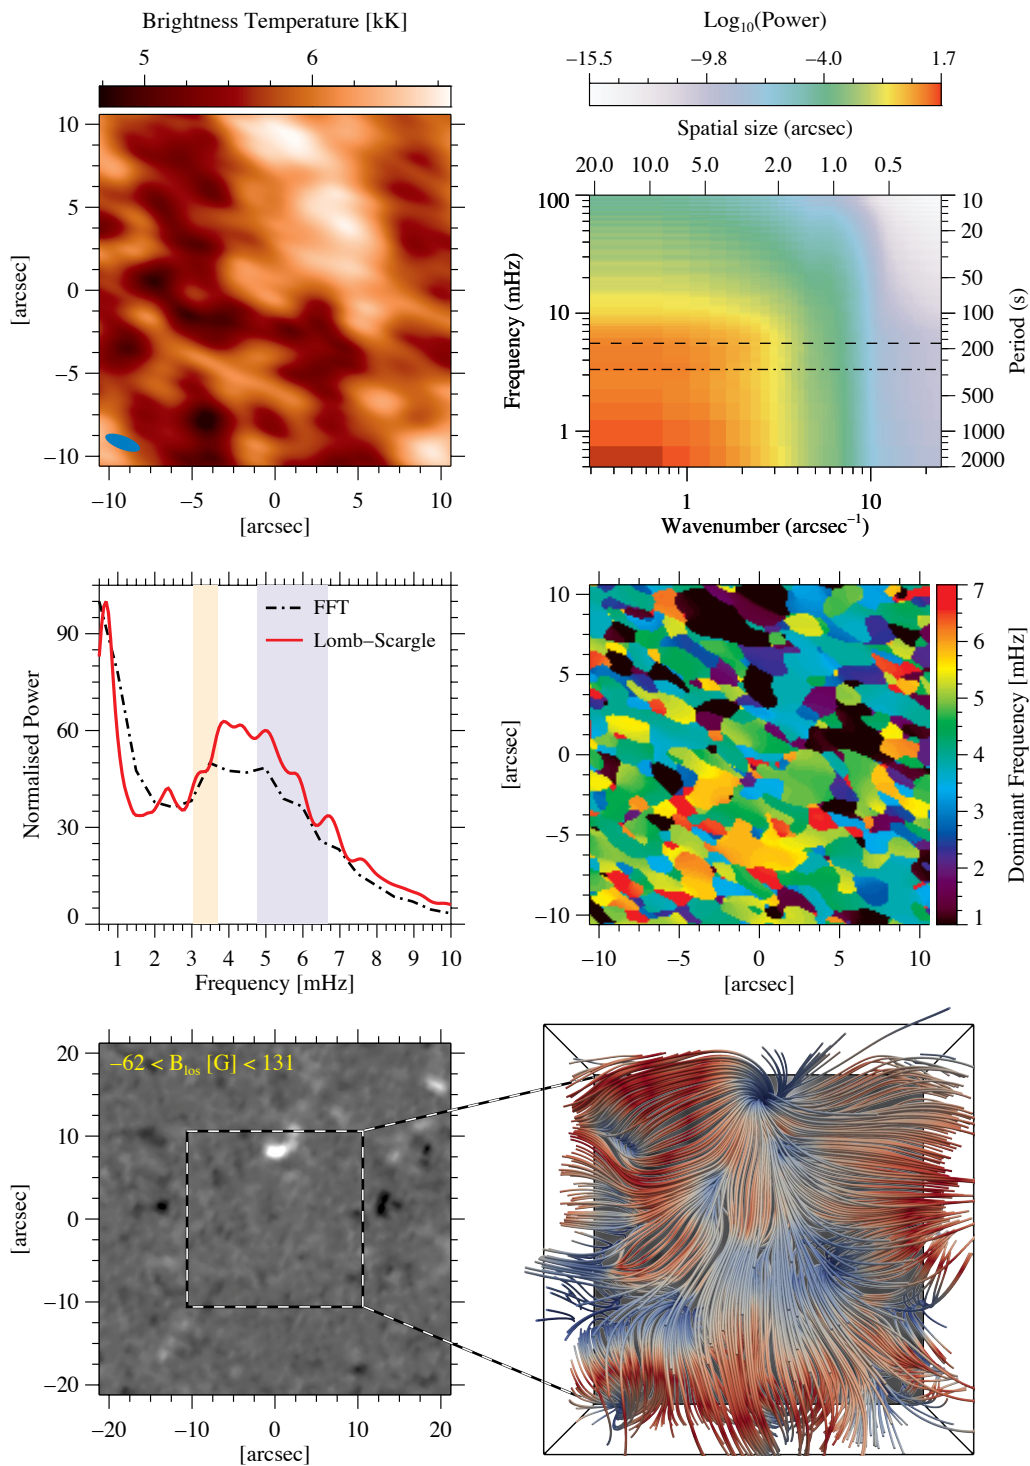 Brightness Temperature [kK]
5 6
10
5
0
−5
−10
[arcsec]
−10 −5 0 5 10
[arcsec]
Log10(Power)
−15.5 −9.8 −4.0 1.7
Spatial size (arcsec)
20.0 10.0 5.0 2.0 1.0 0.5
100
10
1
Frequency (mHz)
10
20
50
100
200
500
1000
2000
Period (s)
1 10
Wavenumber (arcsec−1)
FFT
Lomb−Scargle
90
60
30
0
Normalised Power
1 2 3 4 5 6 7 8 9 10
Frequency [mHz]
10
5
0
−5
−10
[arcsec]
−10 −5 0 5 10
[arcsec]
7
6
5
4
3
2
1
Dominant Frequency [mHz]
−62 < Blos [G] < 131
20
10
0
−10
−20
[arcsec]
−20 −10 0 10 20
[arcsec]